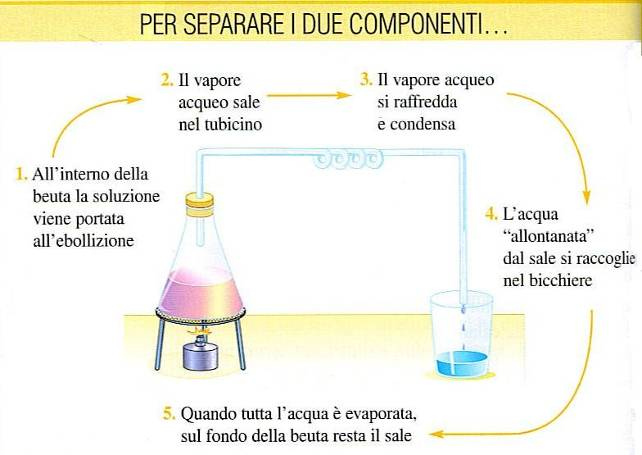 PER SEPARARE I DUE COMPONENTI...
1. All'interno della
beuta la soluzione
viene portata
all'ebollizione
2. Il vapore
acqueo sale
nel tubicino
3. Il vapore acqueo
si raffredda
e condensa
4. L'acqua
“allontanata”
dal sale si raccoglie
nel bicchiere
5. Quando tutta l'acqua è evaporata,
sul fondo della beuta resta il sale